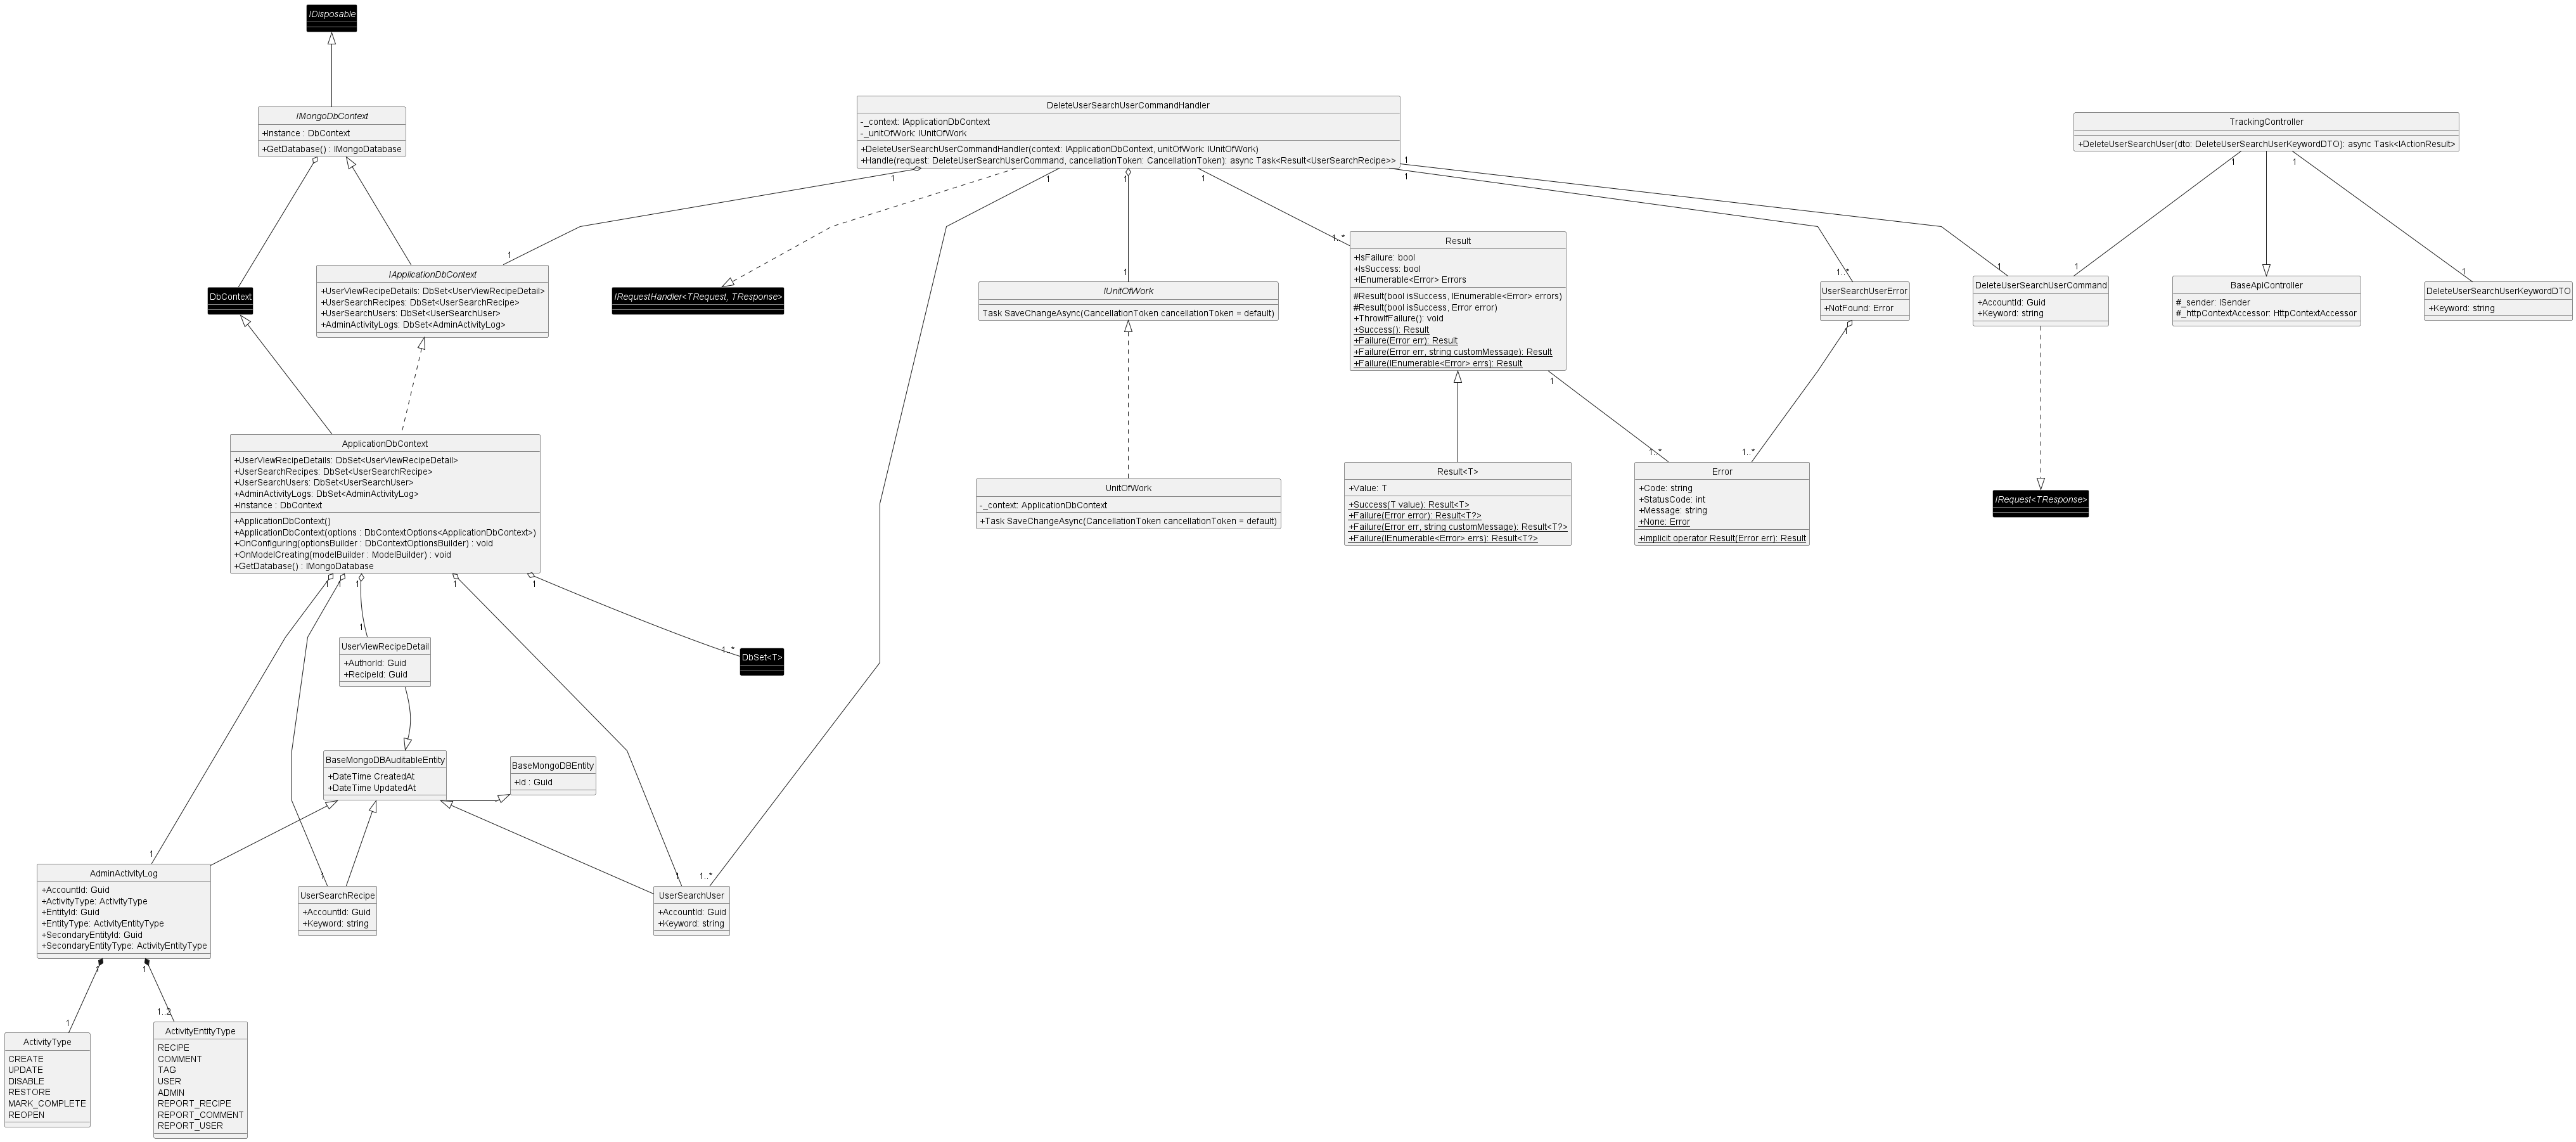 IDisposable
IMongoDbContext
+Instance : DbContext
+GetDatabase() : IMongoDatabase
DeleteUserSearchUserCommandHandler
-_context: IApplicationDbContext
-_unitOfWork: IUnitOfWork
+DeleteUserSearchUserCommandHandler(context: IApplicationDbContext, unitOfWork: IUnitOfWork)
+Handle(request: DeleteUserSearchUserCommand, cancellationToken: CancellationToken): async Task<Result<UserSearchRecipe>>
TrackingController
+DeleteUserSearchUser(dto: DeleteUserSearchUserKeywordDTO): async Task<IActionResult>
1
1
1
1
1
1
1
1
1
1
1..*
1
1..*
1
1
1
DbContext
IApplicationDbContext
+UserViewRecipeDetails: DbSet<UserViewRecipeDetail>
+UserSearchRecipes: DbSet<UserSearchRecipe>
+UserSearchUsers: DbSet<UserSearchUser>
+AdminActivityLogs: DbSet<AdminActivityLog>
IRequestHandler<TRequest, TResponse>
IUnitOfWork
Task SaveChangeAsync(CancellationToken cancellationToken = default)
Result
+IsFailure: bool
+IsSuccess: bool
+IEnumerable<Error> Errors
#Result(bool isSuccess, IEnumerable<Error> errors)
#Result(bool isSuccess, Error error)
+ThrowIfFailure(): void
+Success(): Result
+Failure(Error err): Result
+Failure(Error err, string customMessage): Result
+Failure(IEnumerable<Error> errs): Result
UserSearchUserError
+NotFound: Error
DeleteUserSearchUserCommand
+AccountId: Guid
+Keyword: string
BaseApiController
#_sender: ISender
#_httpContextAccessor: HttpContextAccessor
DeleteUserSearchUserKeywordDTO
+Keyword: string
1
1
1..*
1..*
ApplicationDbContext
+UserViewRecipeDetails: DbSet<UserViewRecipeDetail>
+UserSearchRecipes: DbSet<UserSearchRecipe>
+UserSearchUsers: DbSet<UserSearchUser>
+AdminActivityLogs: DbSet<AdminActivityLog>
+Instance : DbContext
+ApplicationDbContext()
+ApplicationDbContext(options : DbContextOptions<ApplicationDbContext>)
+OnConfiguring(optionsBuilder : DbContextOptionsBuilder) : void
+OnModelCreating(modelBuilder : ModelBuilder) : void
+GetDatabase() : IMongoDatabase
UnitOfWork
-_context: ApplicationDbContext
+Task SaveChangeAsync(CancellationToken cancellationToken = default)
Result<T>
+Value: T
+Success(T value): Result<T>
+Failure(Error error): Result<T?>
+Failure(Error err, string customMessage): Result<T?>
+Failure(IEnumerable<Error> errs): Result<T?>
Error
+Code: string
+StatusCode: int
+Message: string
+None: Error
+implicit operator Result(Error err): Result
IRequest<TResponse>
1
1
1
1
1
1
1..*
UserViewRecipeDetail
+AuthorId: Guid
+RecipeId: Guid
DbSet<T>
BaseMongoDBAuditableEntity
+DateTime CreatedAt
+DateTime UpdatedAt
BaseMongoDBEntity
+Id : Guid
1
1
1
1..*
AdminActivityLog
+AccountId: Guid
+ActivityType: ActivityType
+EntityId: Guid
+EntityType: ActivityEntityType
+SecondaryEntityId: Guid
+SecondaryEntityType: ActivityEntityType
UserSearchRecipe
+AccountId: Guid
+Keyword: string
UserSearchUser
+AccountId: Guid
+Keyword: string
1
1
1
1..2
ActivityType
CREATE
UPDATE
DISABLE
RESTORE
MARK_COMPLETE
REOPEN
ActivityEntityType
RECIPE
COMMENT
TAG
USER
ADMIN
REPORT_RECIPE
REPORT_COMMENT
REPORT_USER